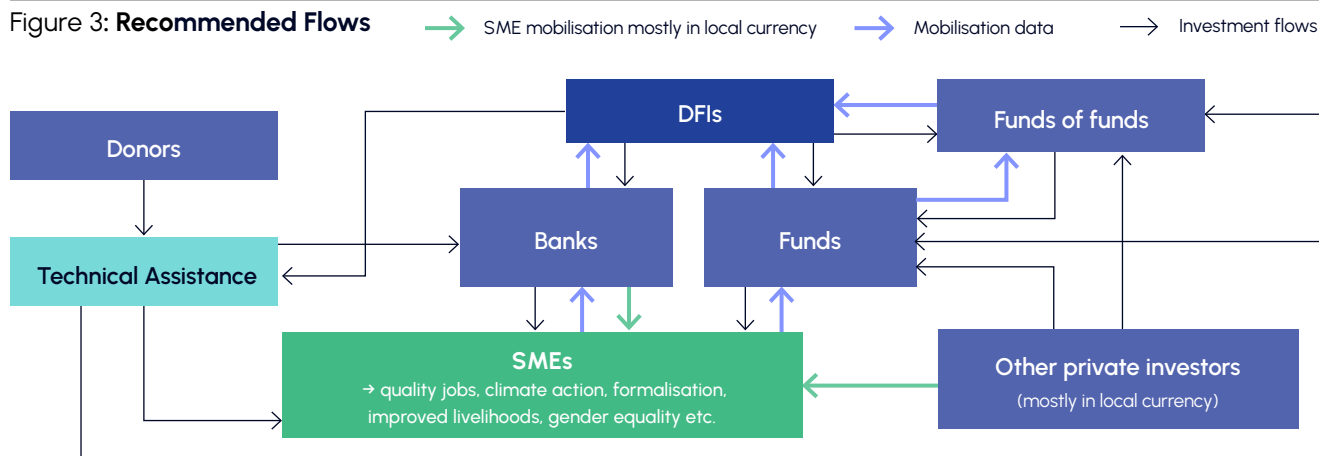 Figure 3: Recommended Flows
SME mobilisation mostly in local currency
Mobilisation data
Investment flows
DFIs
Funds of funds
Donors
Banks
Funds
Technical Assistance
SMEs
→ quality jobs, climate action, formalisation,
improved livelihoods, gender equality etc.
Other private investors
(mostly in local currency)